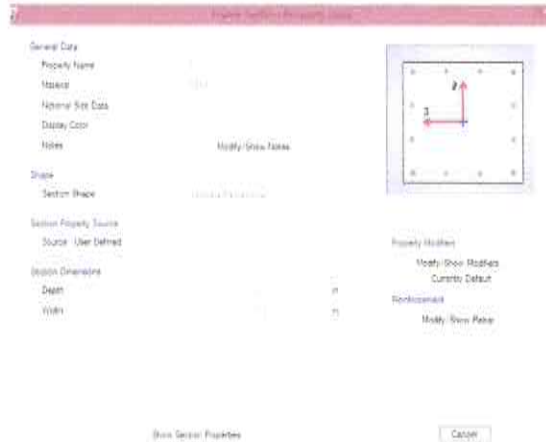 Frame Section Property Data
General Data
Property Name
Material
Notional Size Data
Display Color
Notes
Modify/Show Notes
2
3
Shape
Section Shape
Section Property Source
Source: User Defined
Section Dimensions
Depth
Width
m
m
Property Modifiers
Modify/Show Modifiers
Currently Default
Reinforcement
Modify/Show Rebar
Show Section Properties
Cancel